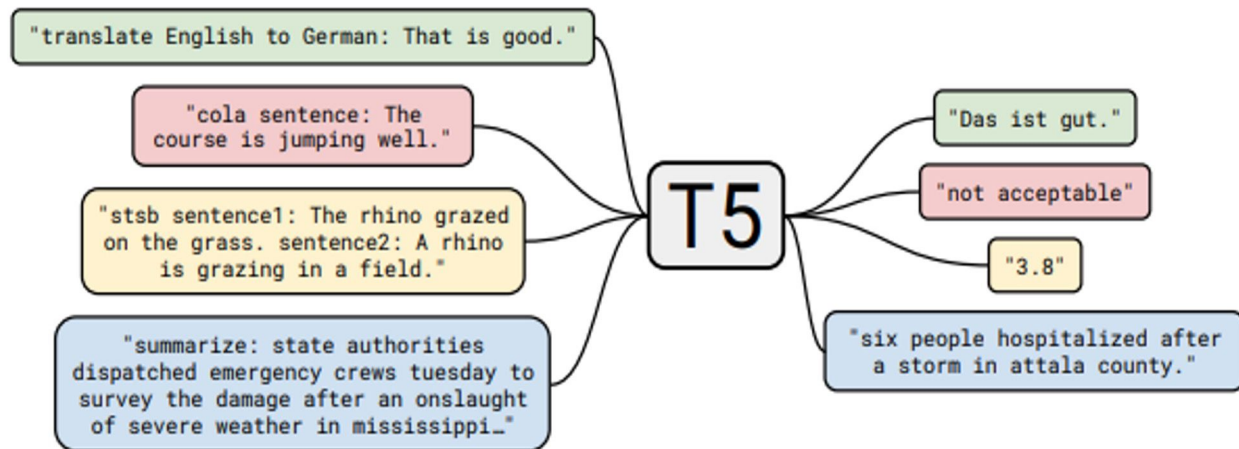 "translate English to German: That is good."
"cola sentence: The
course is jumping well."
"stsb sentence1: The rhino grazed
on the grass. sentence2: A rhino
is grazing in a field."
"summarize: state authorities
dispatched emergency crews tuesday to
survey the damage after an onslaught
of severe weather in mississippi…"
T5
"Das ist gut."
"not acceptable"
"3.8"
"six people hospitalized after
a storm in attala county."